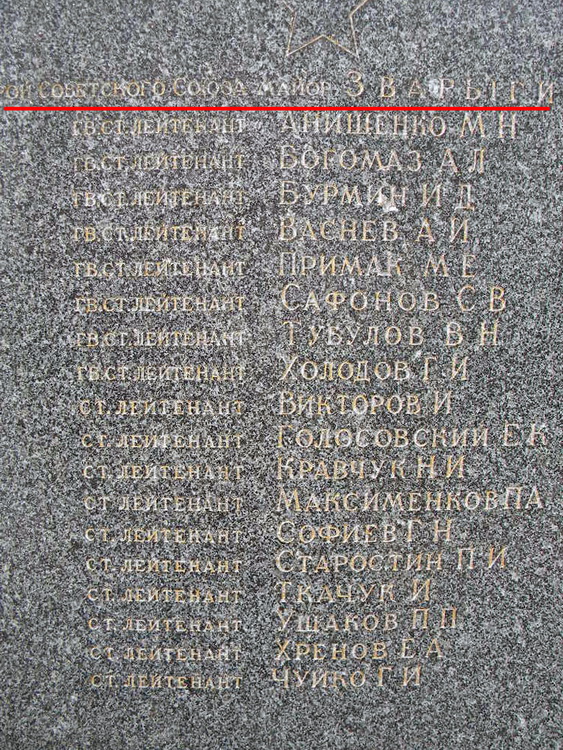 ой Советского Союза майор Зварыги
гв.ст.лейтенант Анищенко М Н
гв.ст.лейтенант Богомаз А Л
гв.ст.лейтенант Бурмин И Д
гв.ст.лейтенант Васнев А И
гв.ст.лейтенант Примак М Е
гв.ст.лейтенант Сафонов С В
гв.ст.лейтенант Тубулов В Н
гв.ст.лейтенант Холодов Г И
ст.лейтенант Викторов И
ст.лейтенант Голосовский Е К
ст.лейтенант Кравчук Н И
ст.лейтенант Максименков П А
ст.лейтенант Софиев Г Н
ст.лейтенант Старостин П И
ст.лейтенант Ткачук И
ст.лейтенант Ушаков П П
ст.лейтенант Хренов Е А
ст.лейтенант Чуйко Г И